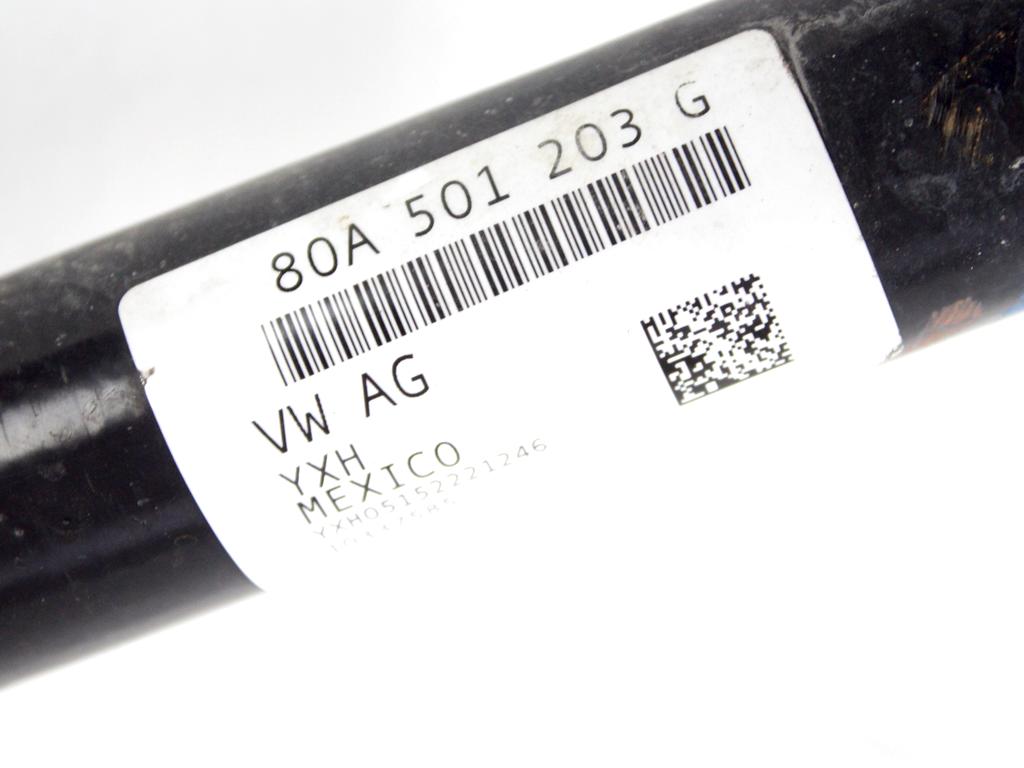 80A 501 203 G
VW AG
YXH
MEXICO
YXH05152221246